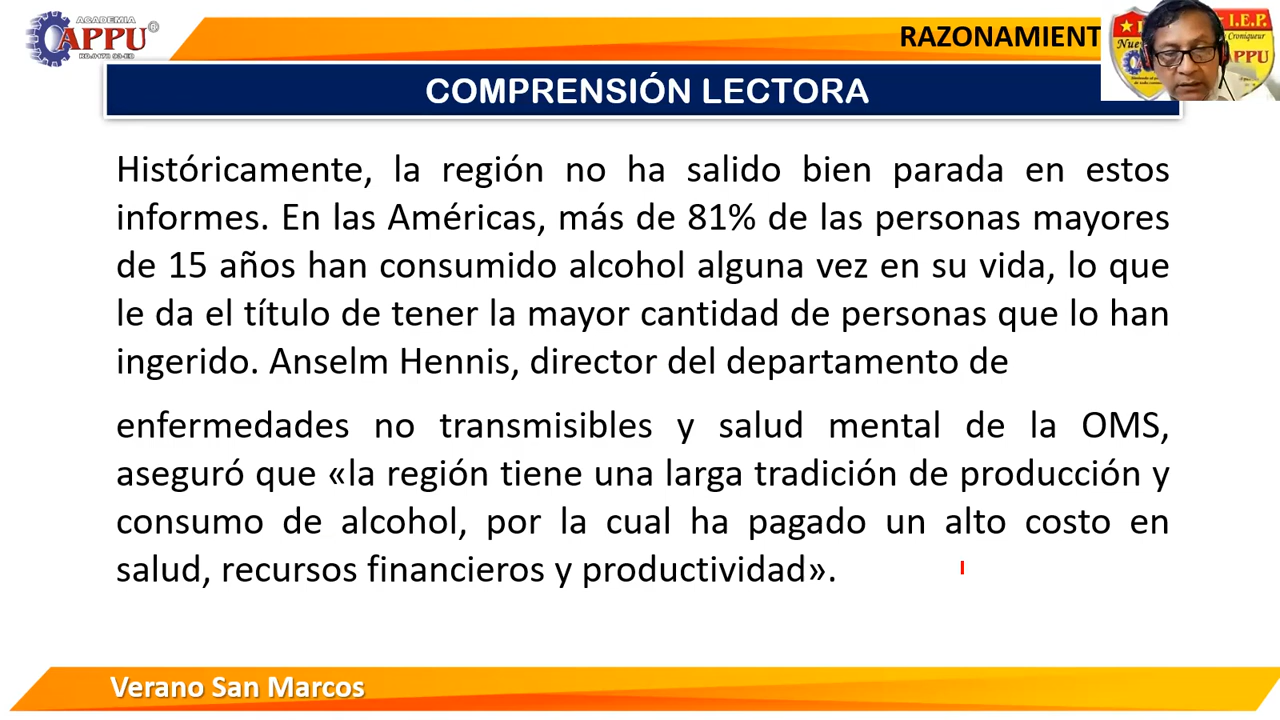 ACADEMIA
APPU®
RAZONAMIENT
I.E.P.
Croniqueur
APPU
COMPRENSIÓN LECTORA
Históricamente, la región no ha salido bien parada en estos
informes. En las Américas, más de 81% de las personas mayores
de 15 años han consumido alcohol alguna vez en su vida, lo que
le da el título de tener la mayor cantidad de personas que lo han
ingerido. Anselm Hennis, director del departamento de
enfermedades no transmisibles y salud mental de la OMS,
aseguró que «la región tiene una larga tradición de producción y
consumo de alcohol, por la cual ha pagado un alto costo en
salud, recursos financieros y productividad».
Verano San Marcos